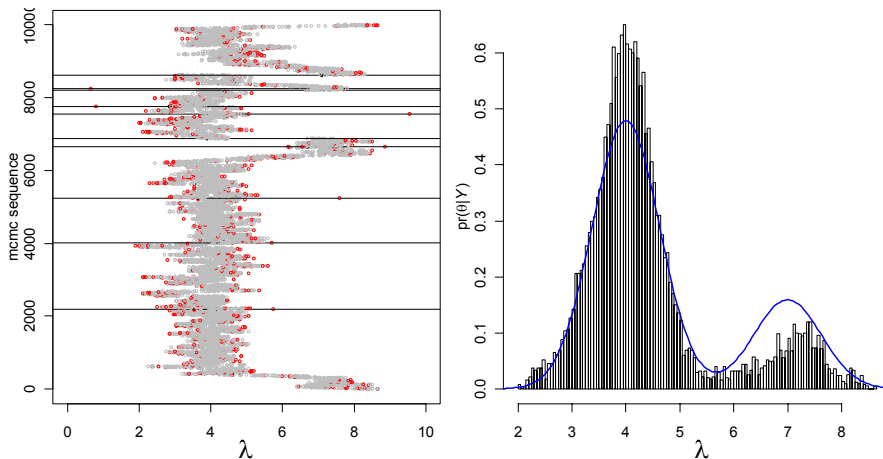 mcmc sequence
0 2000 4000 6000 8000 10000
0 2 4 6 8 10
λ
pr(θ|Y)
0.0 0.1 0.2 0.3 0.4 0.5 0.6
2 3 4 5 6 7 8
λ